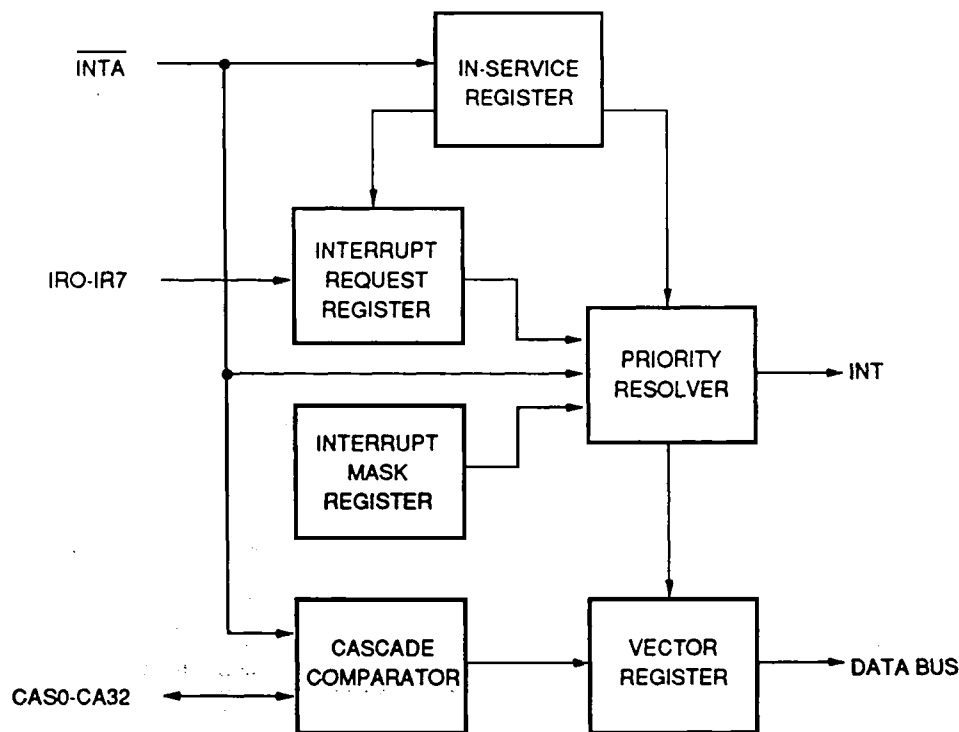 INTA
IN-SERVICE
REGISTER
INTERRUPT
REQUEST
REGISTER
IRO-IR7
PRIORITY
RESOLVER
INT
INTERRUPT
MASK
REGISTER
CASCADE
COMPARATOR
VECTOR
REGISTER
DATA BUS
CAS0-CA32